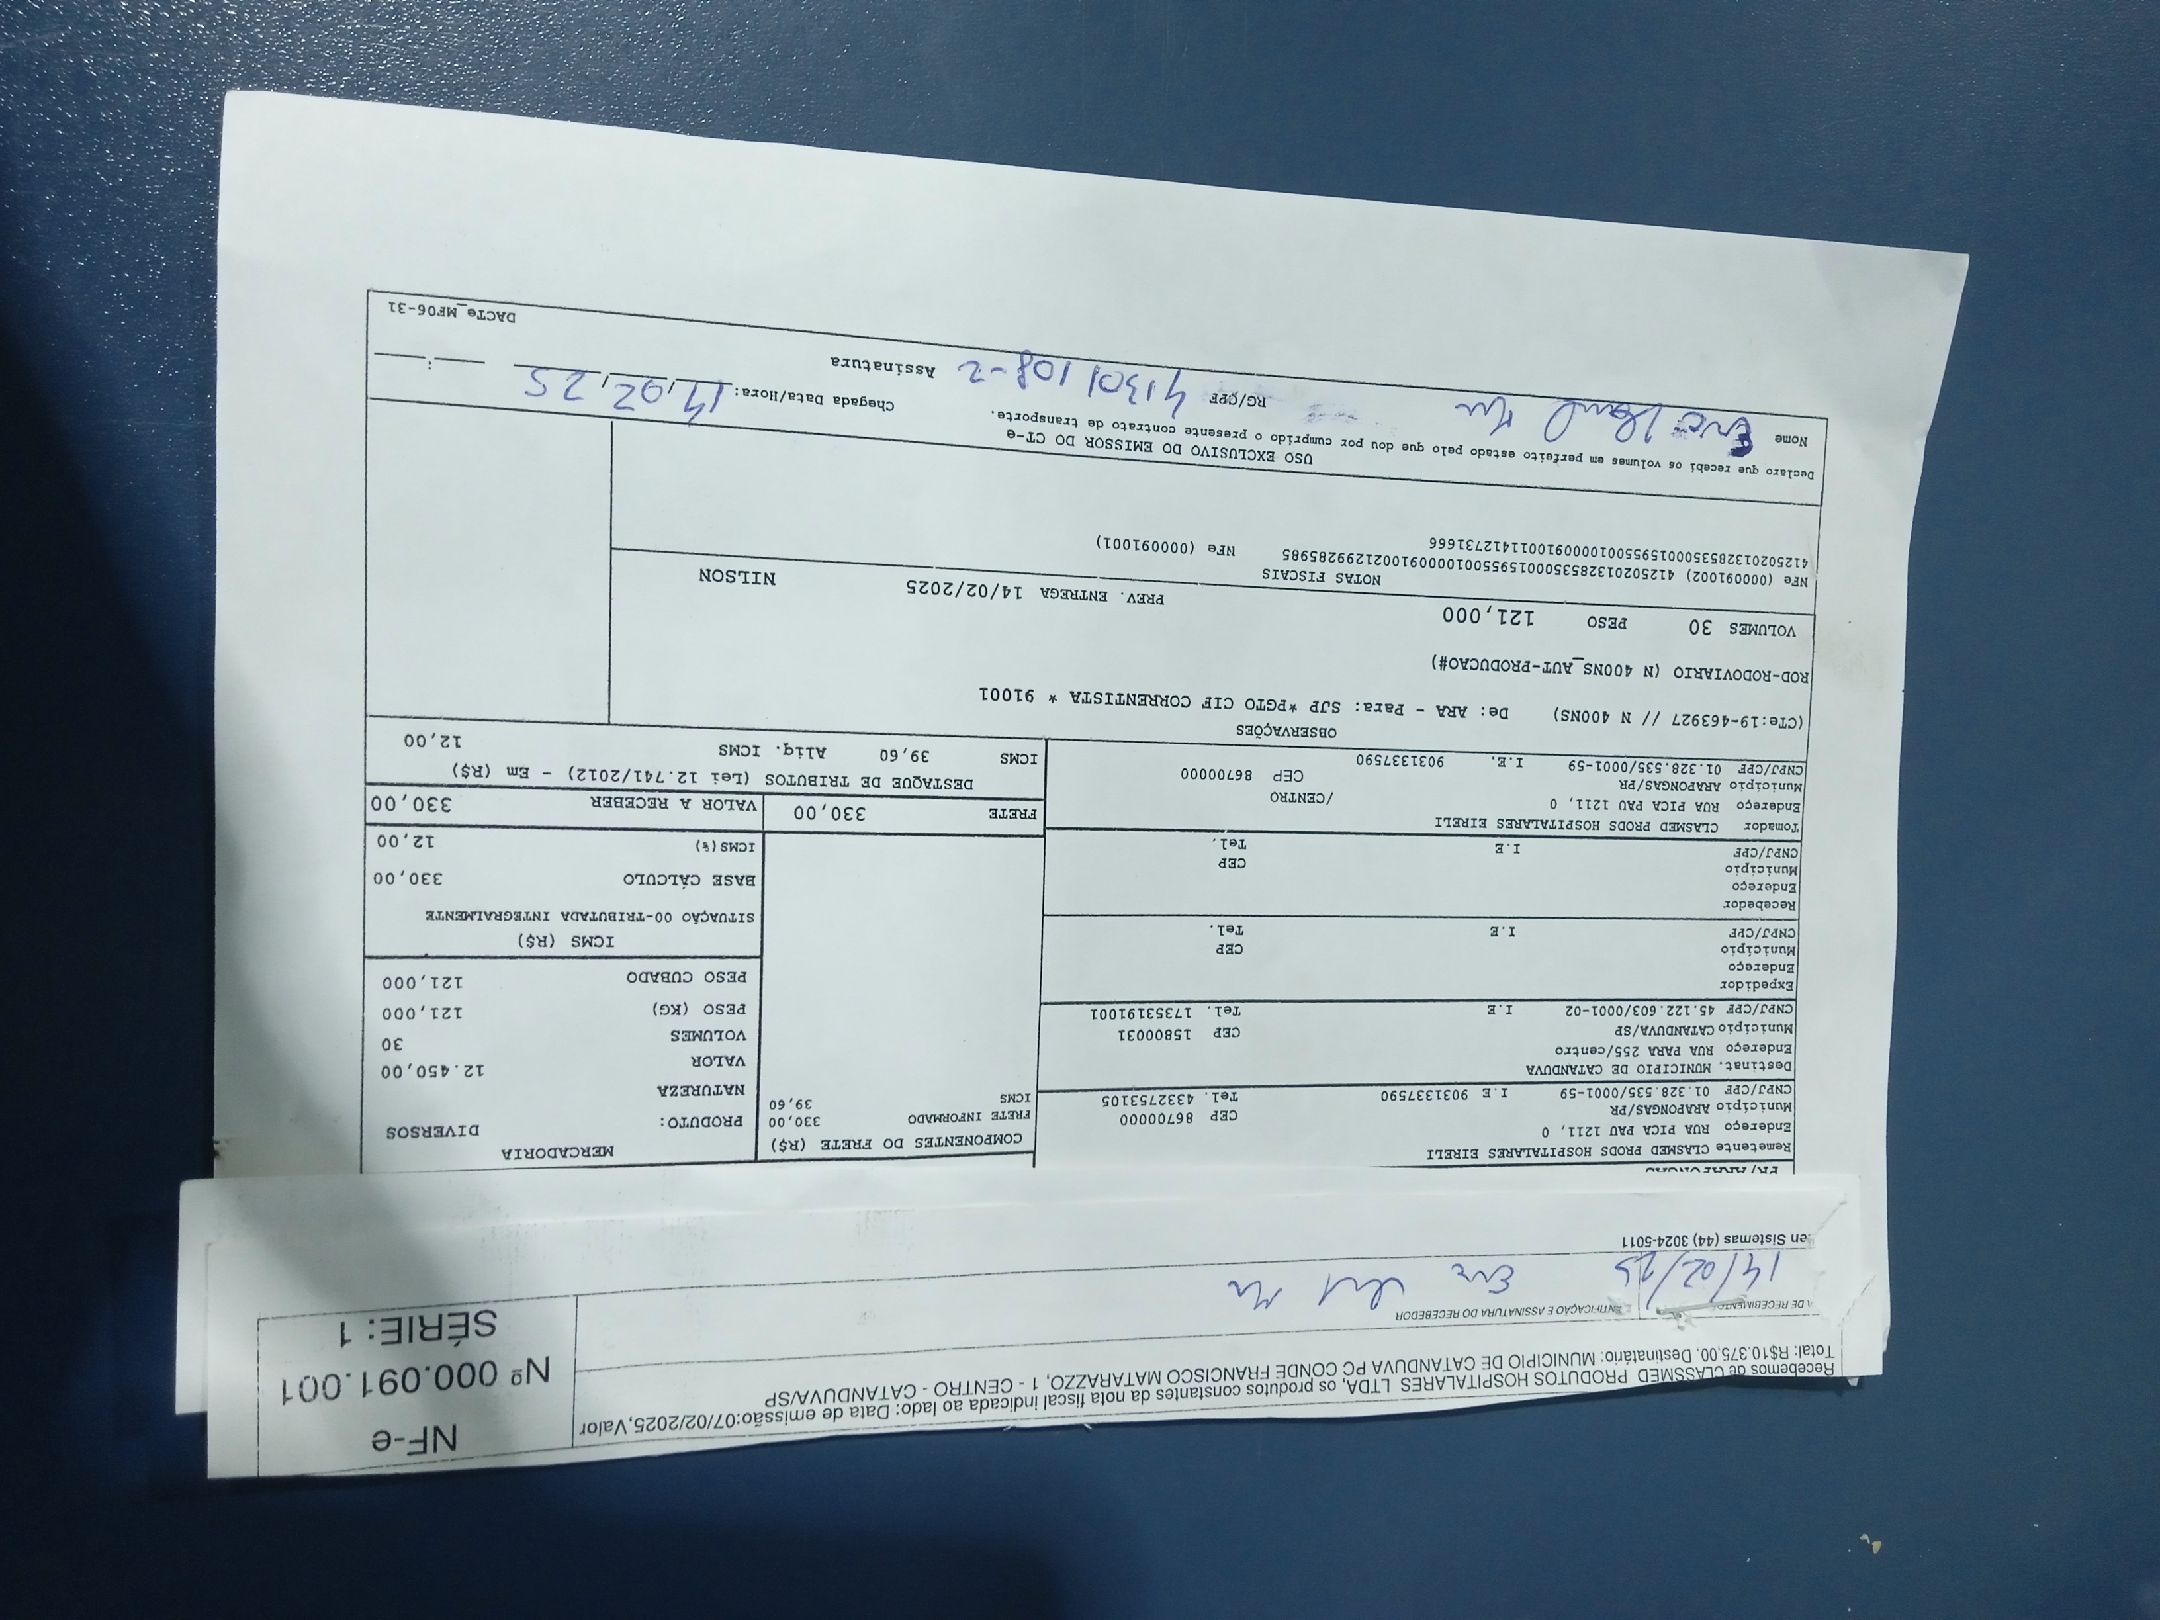 Recebemos de CLASSMED PRODUTOS HOSPITALARES LTDA, os produtos constantes da nota fiscal indicada ao lado: Data de emissão:07/02/2025,Valor
Total: R$10.375,00. Destinatário: MUNICIPIO DE CATANDUVA PC CONDE FRANCISCO MATARAZZO, 1 - CENTRO - CATANDUVA/SP
NF-e
Nº 000.091.001
SÉRIE: 1
A DE RECEBIMENTO
ENTIFICAÇÃO E ASSINATURA DO RECEBEDOR
14/02/25
en Sistemas (44) 3024-5011
Remetente CLASMED PRODS HOSPITALARES EIRELI
Endereço RUA PICA PAU 1211, 0
Município ARAPONGAS/PR CEP 86700000
CNPJ/CPF 01.328.535/0001-59 I.E 9031337590 Tel. 4332753105
Destinat. MUNICIPIO DE CATANDUVA
Endereço RUA PARA 255/centro
Município CATANDUVA/SP CEP 15800031
CNPJ/CPF 45.122.603/0001-02 I.E Tel. 17353191001
Expedidor
Endereço
Município CEP
CNPJ/CPF I.E Tel.
Recebedor
Endereço
Município CEP
CNPJ/CPF I.E Tel.
Tomador CLASMED PRODS HOSPITALARES EIRELI
Endereço RUA PICA PAU 1211, 0 /CENTRO
Município ARAPONGAS/PR CEP 86700000
CNPJ/CPF 01.328.535/0001-59 I.E. 9031337590
COMPONENTES DO FRETE (R$)
FRETE INFORMADO 330,00
ICMS 39,60
MERCADORIA
PRODUTO: DIVERSOS
NATUREZA
VALOR 12.450,00
VOLUMES 30
PESO (KG) 121,000
PESO CUBADO 121,000
ICMS (R$)
SITUAÇÃO 00-TRIBUTADA INTEGRALMENTE
BASE CÁLCULO 330,00
ICMS(%) 12,00
FRETE 330,00 VALOR A RECEBER 330,00
DESTAQUE DE TRIBUTOS (Lei 12.741/2012) - Em (R$)
ICMS 39,60 Aliq. ICMS 12,00
OBSERVAÇÕES
(CTe:19-463927 // N 400NS) De: ARA - Para: SJP *PGTO CIF CORRENTISTA * 91001
ROD-RODOVIARIO (N 400NS_AUT-PRODUCAO#)
VOLUMES 30 PESO 121,000 PREV. ENTREGA 14/02/2025 NILSON
NOTAS FISCAIS
NFe (000091002) 41250201328535000159550010000910021299285985 NFe (000091001)
41250201328535000159550010000910011412731666
USO EXCLUSIVO DO EMISSOR DO CT-e
Declaro que recebi os volumes em perfeito estado pelo que dou por cumprido o presente contrato de transporte.
Chegada Data/Hora: 14,02,25 __:__
Nome RG/CPF 41301108-2 Assinatura
DACTe_MF06-31